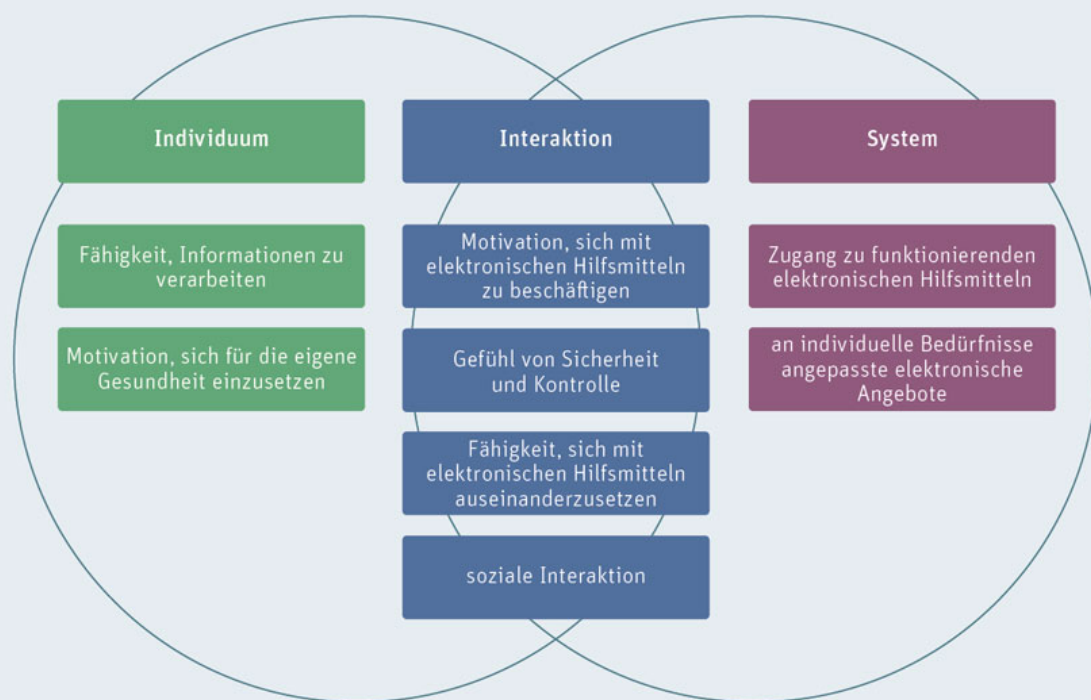 Individuum
Fähigkeit, Informationen zu
verarbeiten
Motivation, sich für die eigene
Gesundheit einzusetzen
Interaktion
Motivation, sich mit
elektronischen Hilfsmitteln
zu beschäftigen
Gefühl von Sicherheit
und Kontrolle
Fähigkeit, sich mit
elektronischen Hilfsmitteln
auseinanderzusetzen
soziale Interaktion
System
Zugang zu funktionierenden
elektronischen Hilfsmitteln
an individuelle Bedürfnisse
angepasste elektronische
Angebote